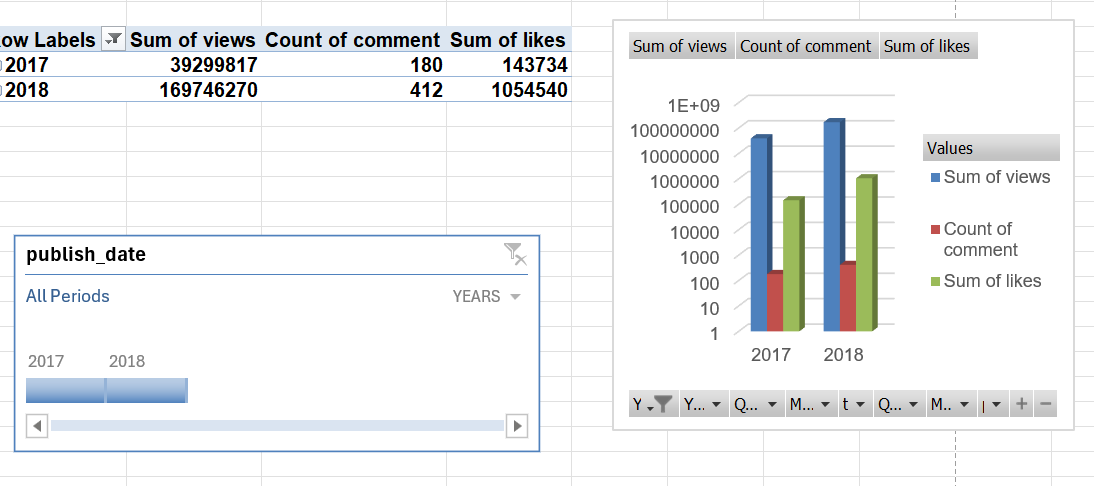 ow Labels Sum of views Count of comment Sum of likes
2017 39299817 180 143734
2018 169746270 412 1054540
publish_date
All Periods YEARS
2017 2018
Sum of views Count of comment Sum of likes
1E+09
100000000
10000000
1000000
100000
10000
1000
100
10
1
2017 2018
Values
Sum of views
Count of
comment
Sum of likes
Y Y... Q... M... t Q... M..